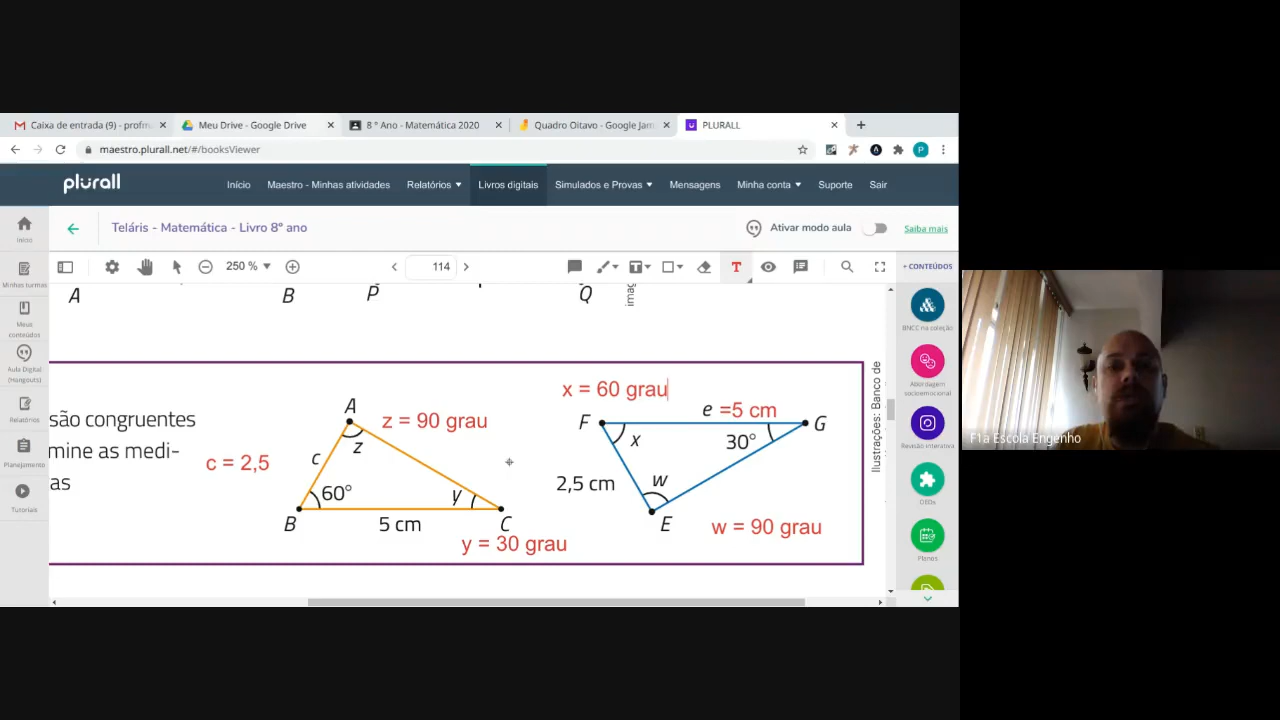 Caixa de entrada (9) - profm
Meu Drive - Google Drive
8 º Ano - Matemática 2020
Quadro Oitavo - Google Jam
PLURALL
maestro.plurall.net/#/booksViewer
P
plurall
Início
Maestro - Minhas atividades
Relatórios
Livros digitais
Simulados e Provas
Mensagens
Minha conta
Suporte
Sair
Teláris - Matemática - Livro 8º ano
Ativar modo aula
Saiba mais
250 %
114
T
+ CONTEÚDOS
Início
Minhas turmas
Meus conteúdos
Aula Digital (Hangouts)
Relatórios
Planejamento
Tutoriais
A
B
P
Q
imag
são congruentes
mine as medi-
as
c = 2,5
A
z = 90 grau
z
c
60°
y
B
5 cm
C
y = 30 grau
x = 60 grau
F
e =5 cm
G
x
30°
2,5 cm
w
E
w = 90 grau
Ilustrações: Banco de
BNCC na coleção
Abordagem socioemocional
Revisão interativa
OEDs
Planos
F1a Escola Engenho